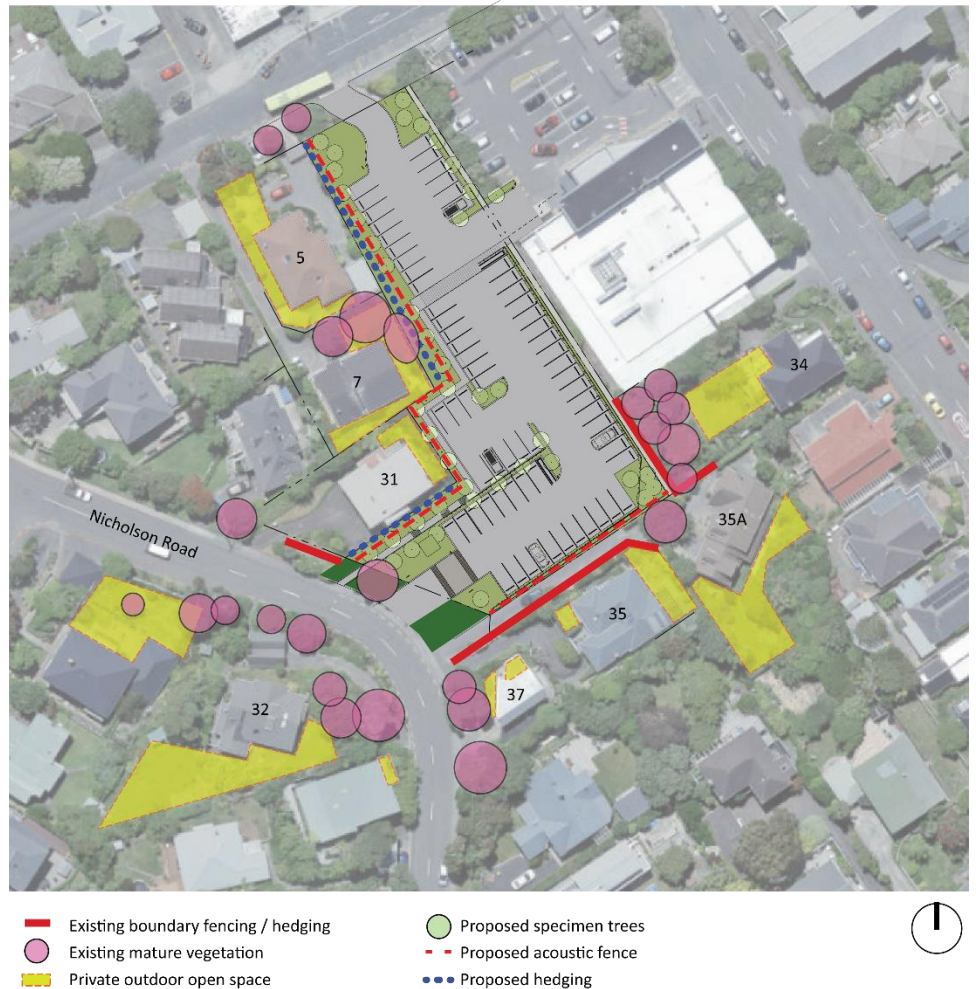 5
34
7
31
35A
Nicholson Road
35
37
32
Existing boundary fencing / hedging
Existing mature vegetation
Private outdoor open space
Proposed specimen trees
Proposed acoustic fence
Proposed hedging